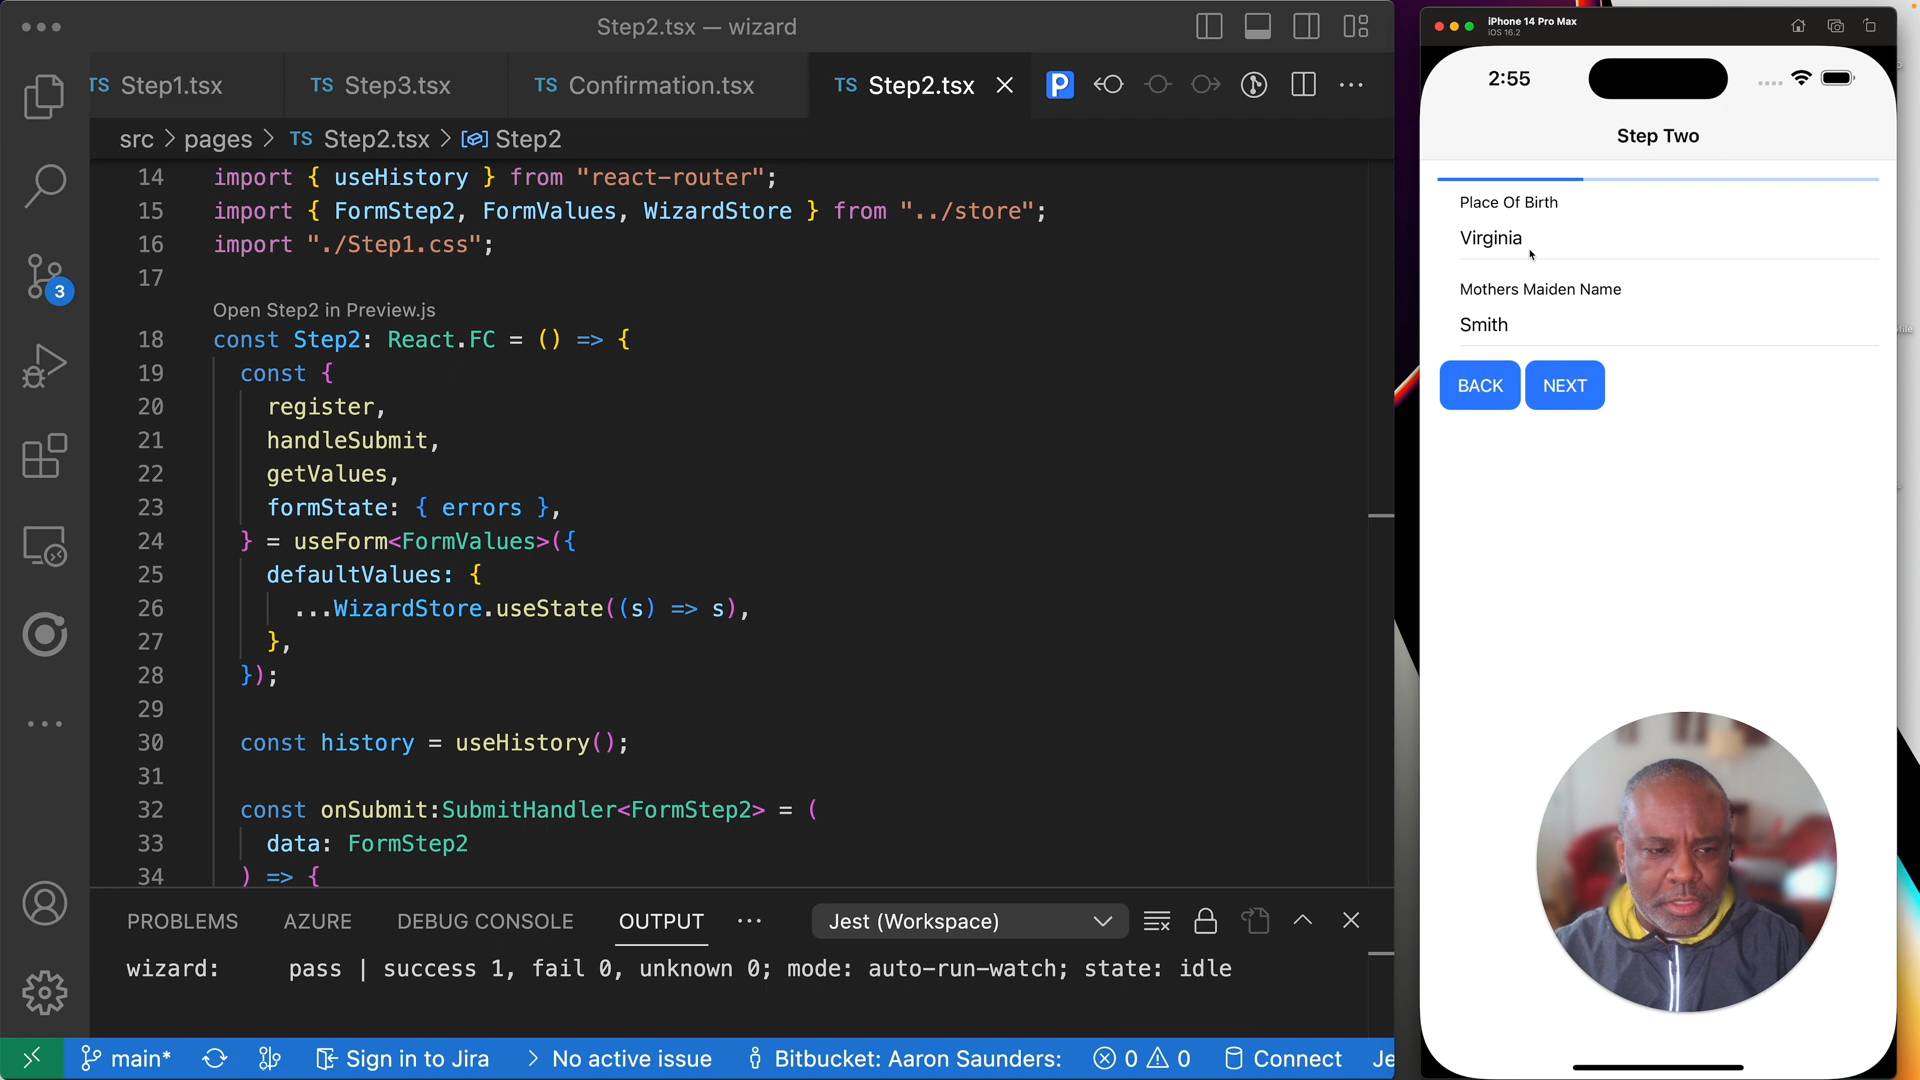 Step2.tsx — wizard
TS Step1.tsx
TS Step3.tsx
TS Confirmation.tsx
TS Step2.tsx
src > pages > TS Step2.tsx > Step2
14 import { useHistory } from "react-router";
15 import { FormStep2, FormValues, WizardStore } from "../store";
16 import "./Step1.css";
17
Open Step2 in Preview.js
18 const Step2: React.FC = () => {
19 const {
20 register,
21 handleSubmit,
22 getValues,
23 formState: { errors },
24 } = useForm<FormValues>({
25 defaultValues: {
26 ...WizardStore.useState((s) => s),
27 },
28 });
29
30 const history = useHistory();
31
32 const onSubmit:SubmitHandler<FormStep2> = (
33 data: FormStep2
34 ) => {
PROBLEMS AZURE DEBUG CONSOLE OUTPUT
Jest (Workspace)
wizard: pass | success 1, fail 0, unknown 0; mode: auto-run-watch; state: idle
3
main* Sign in to Jira > No active issue Bitbucket: Aaron Saunders: 0 0 Connect Je
iPhone 14 Pro Max
iOS 16.2
2:55
Step Two
Place Of Birth
Virginia
Mothers Maiden Name
Smith
BACK NEXT